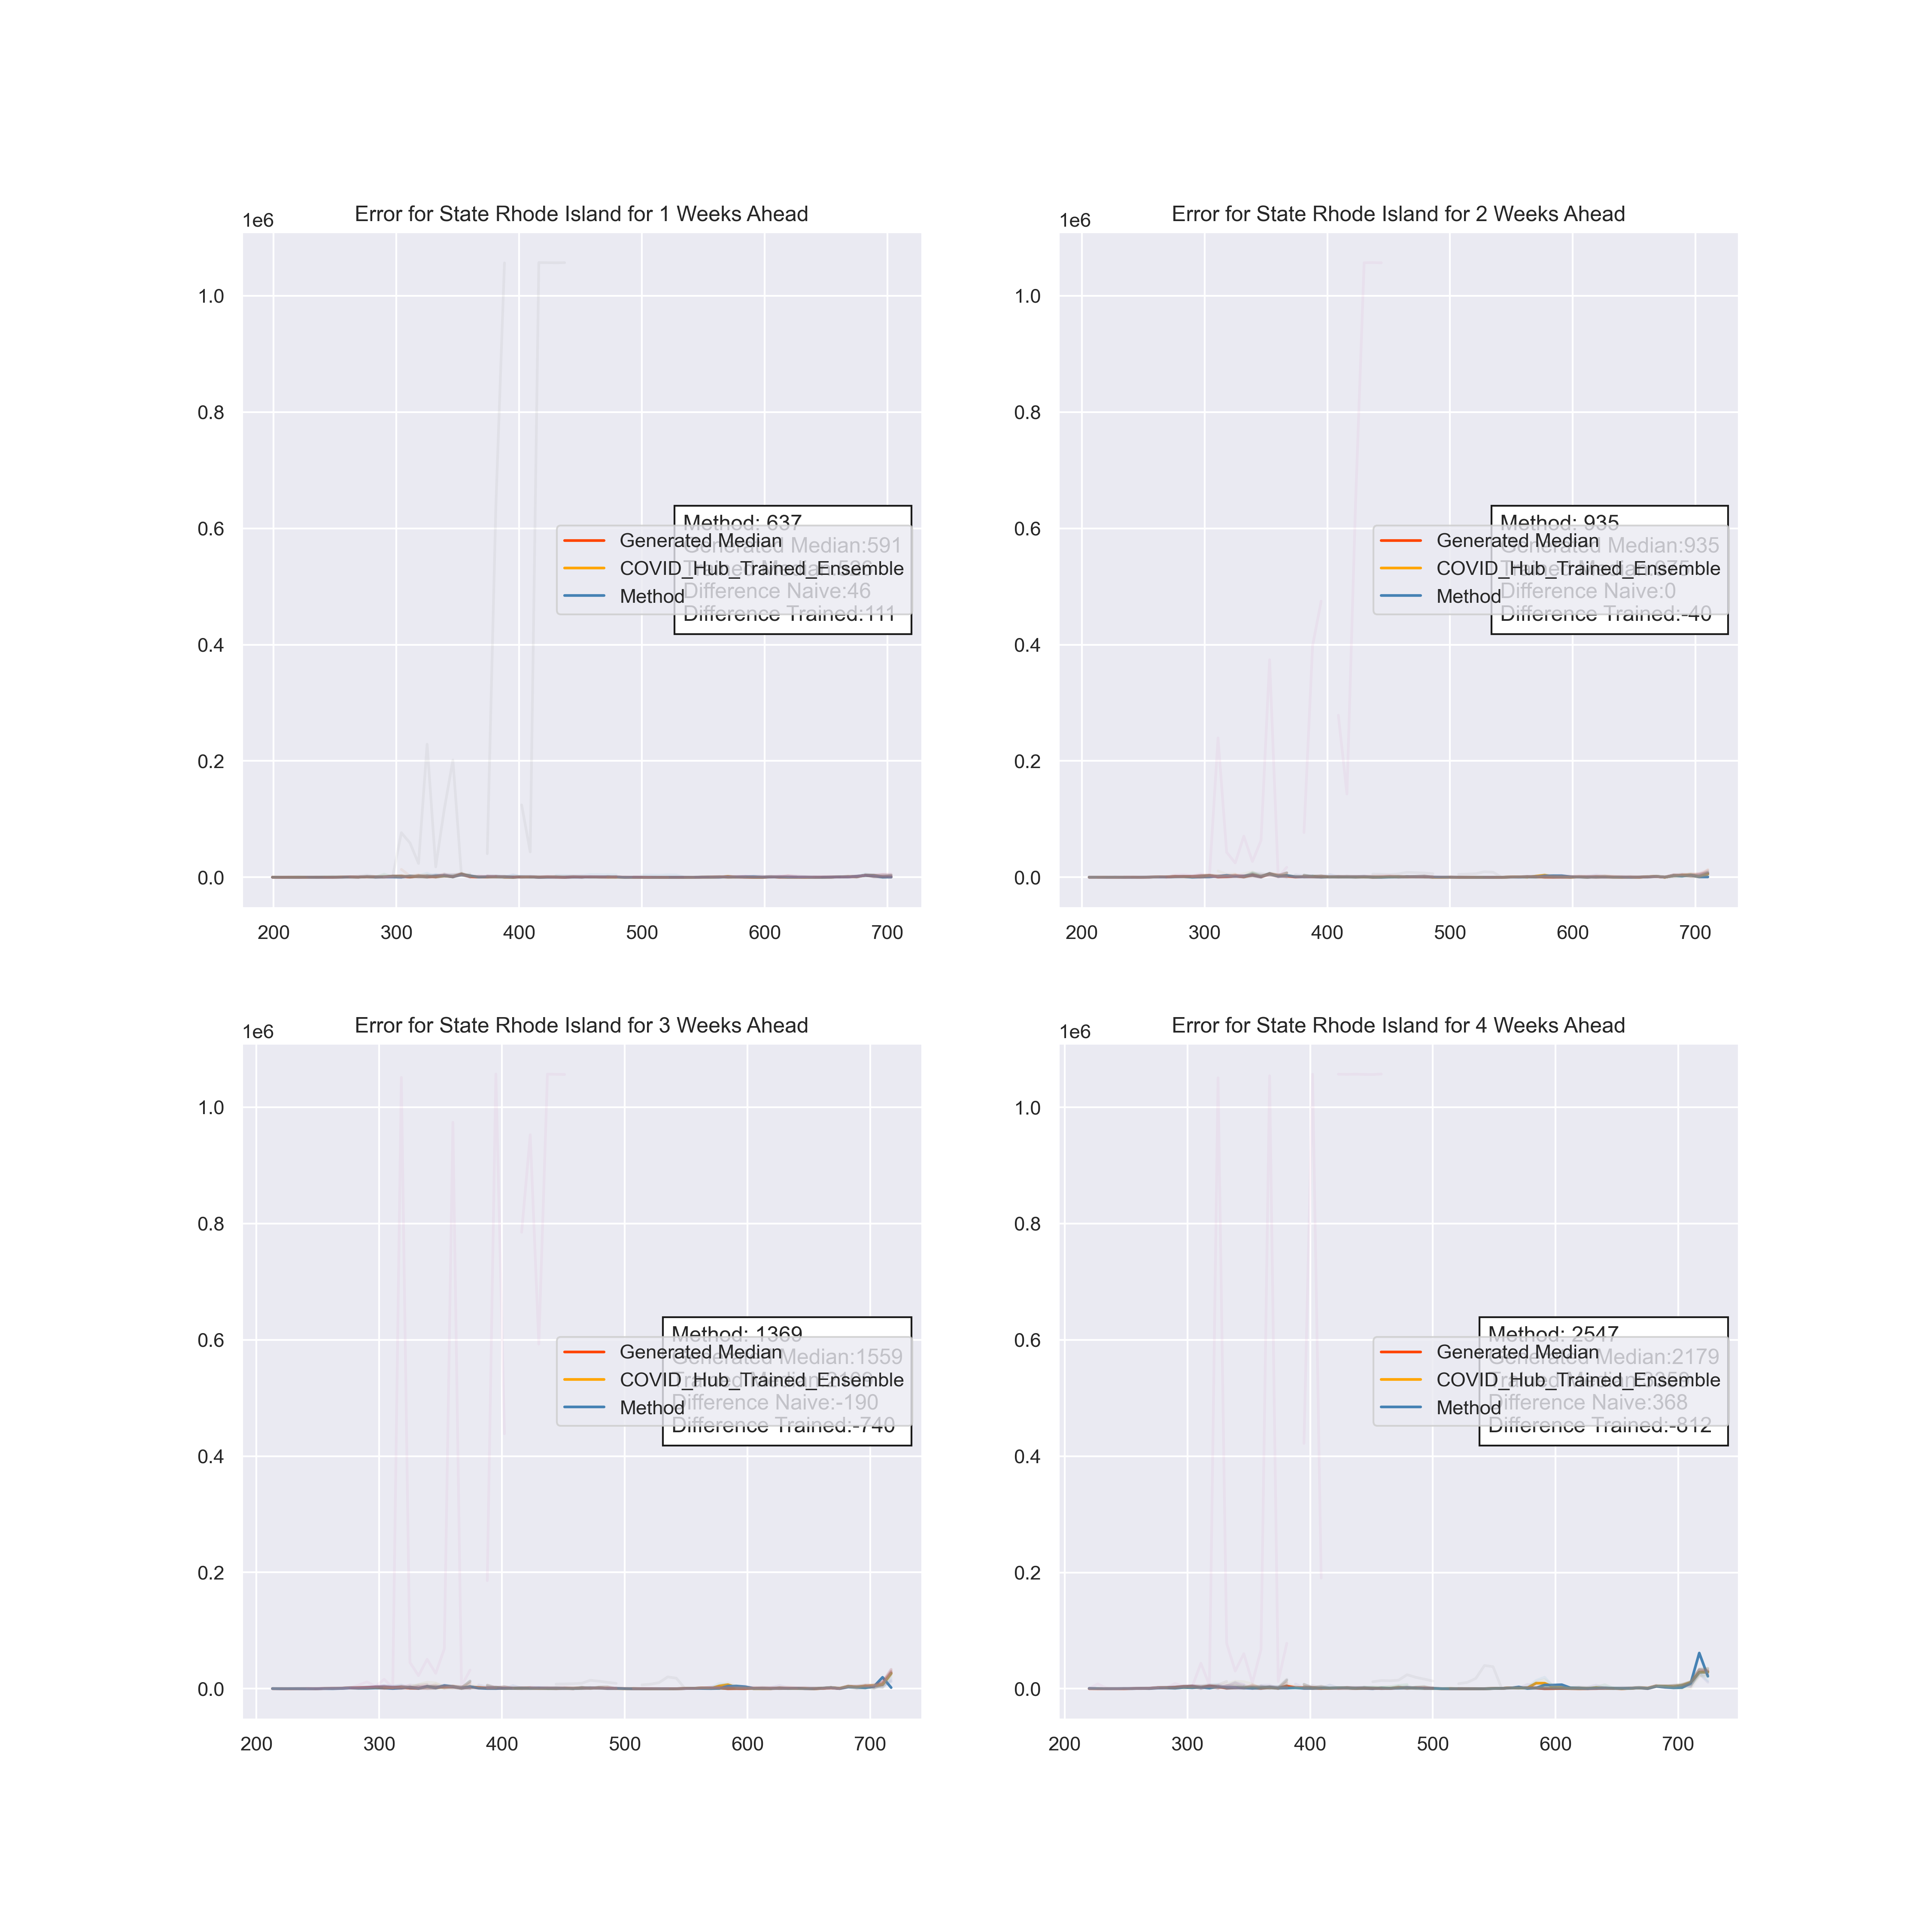 Error for State Rhode Island for 1 Weeks Ahead
1e6
1.0
0.8
0.6
0.4
0.2
0.0
200 300 400 500 600 700
Method: 637
Generated Median:591
Difference Naive:46
Difference Trained:111
Generated Median
COVID_Hub_Trained_Ensemble
Method
Error for State Rhode Island for 2 Weeks Ahead
1e6
1.0
0.8
0.6
0.4
0.2
0.0
200 300 400 500 600 700
Method: 935
Generated Median:935
Difference Naive:0
Difference Trained:-40
Generated Median
COVID_Hub_Trained_Ensemble
Method
Error for State Rhode Island for 3 Weeks Ahead
1e6
1.0
0.8
0.6
0.4
0.2
0.0
200 300 400 500 600 700
Method: 1369
Generated Median:1559
Difference Naive:-190
Difference Trained:-740
Generated Median
COVID_Hub_Trained_Ensemble
Method
Error for State Rhode Island for 4 Weeks Ahead
1e6
1.0
0.8
0.6
0.4
0.2
0.0
200 300 400 500 600 700
Method: 2547
Generated Median:2179
Difference Naive:368
Difference Trained:-812
Generated Median
COVID_Hub_Trained_Ensemble
Method